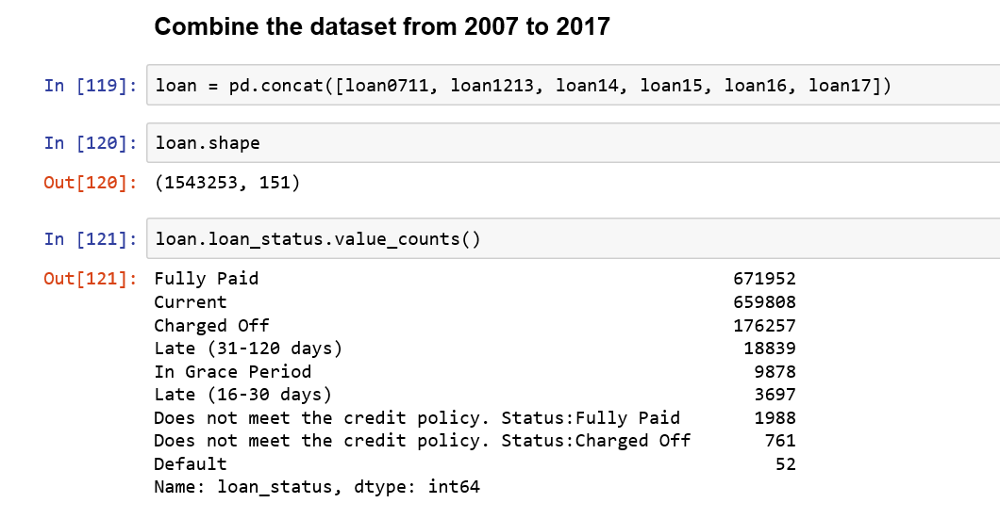 Combine the dataset from 2007 to 2017
In [119]: loan = pd.concat([loan0711, loan1213, loan14, loan15, loan16, loan17])
In [120]: loan.shape
Out[120]: (1543253, 151)
In [121]: loan.loan_status.value_counts()
Out[121]: Fully Paid 671952
Current 659808
Charged Off 176257
Late (31-120 days) 18839
In Grace Period 9878
Late (16-30 days) 3697
Does not meet the credit policy. Status:Fully Paid 1988
Does not meet the credit policy. Status:Charged Off 761
Default 52
Name: loan_status, dtype: int64